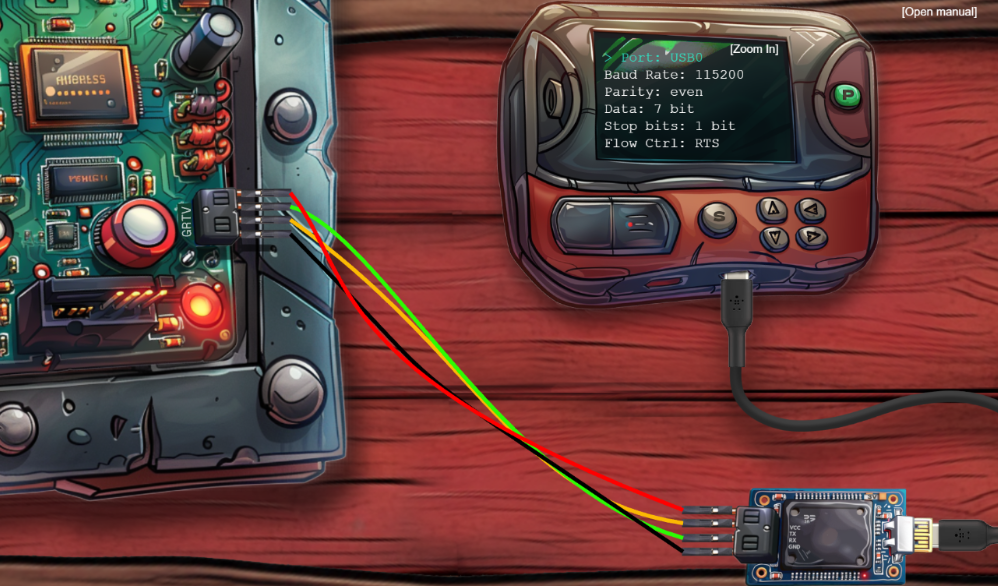 [Open manual]
[Zoom In]
> Port: USB0
Baud Rate: 115200
Parity: even
Data: 7 bit
Stop bits: 1 bit
Flow Ctrl: RTS
P
S
GRTV
6
VCC
TX
RX
GND